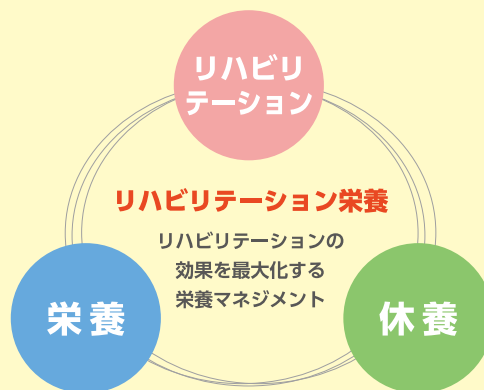 リハビリ
テーション
リハビリテーション栄養
リハビリテーションの
効果を最大化する
栄養マネジメント
栄養
休養